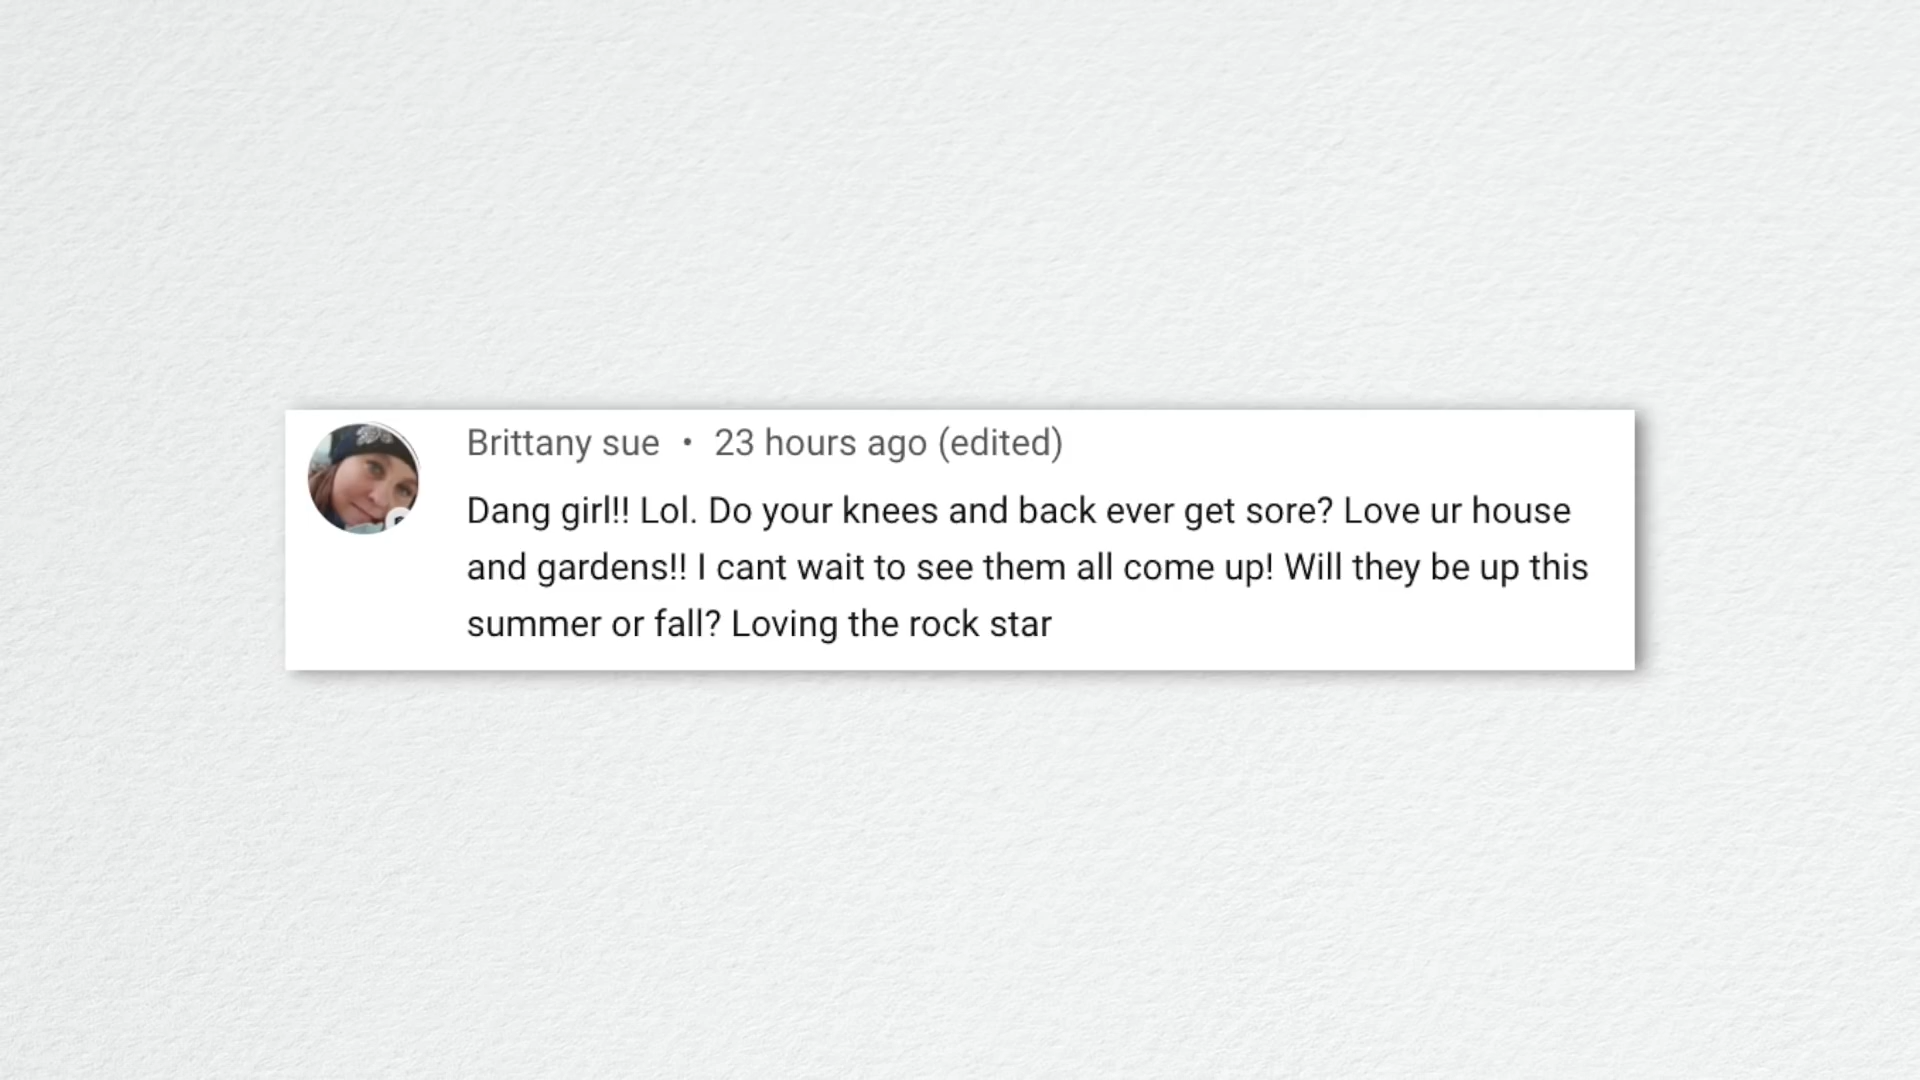 Brittany sue • 23 hours ago (edited)
Dang girl!! Lol. Do your knees and back ever get sore? Love ur house
and gardens!! I cant wait to see them all come up! Will they be up this
summer or fall? Loving the rock star